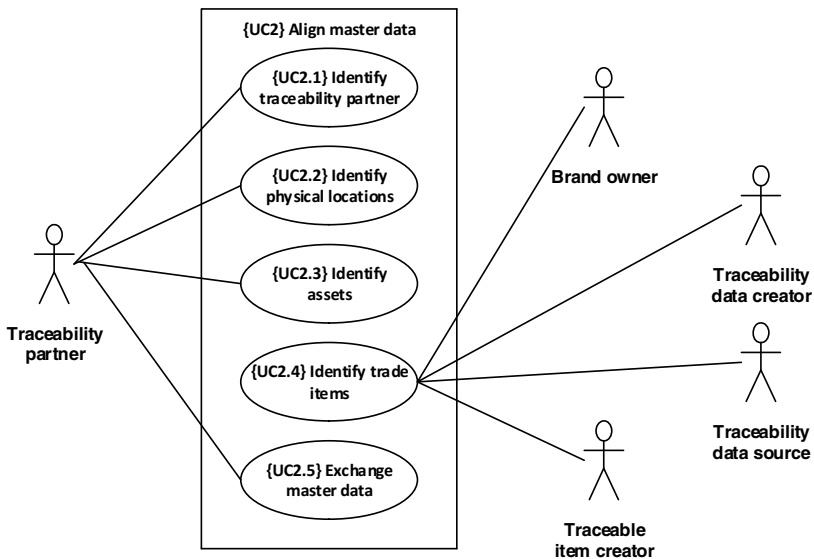 {UC2} Align master data
{UC2.1} Identify
traceability partner
{UC2.2} Identify
physical locations
{UC2.3} Identify
assets
{UC2.4} Identify trade
items
{UC2.5} Exchange
master data
Traceability
partner
Brand owner
Traceability
data creator
Traceability
data source
Traceable
item creator